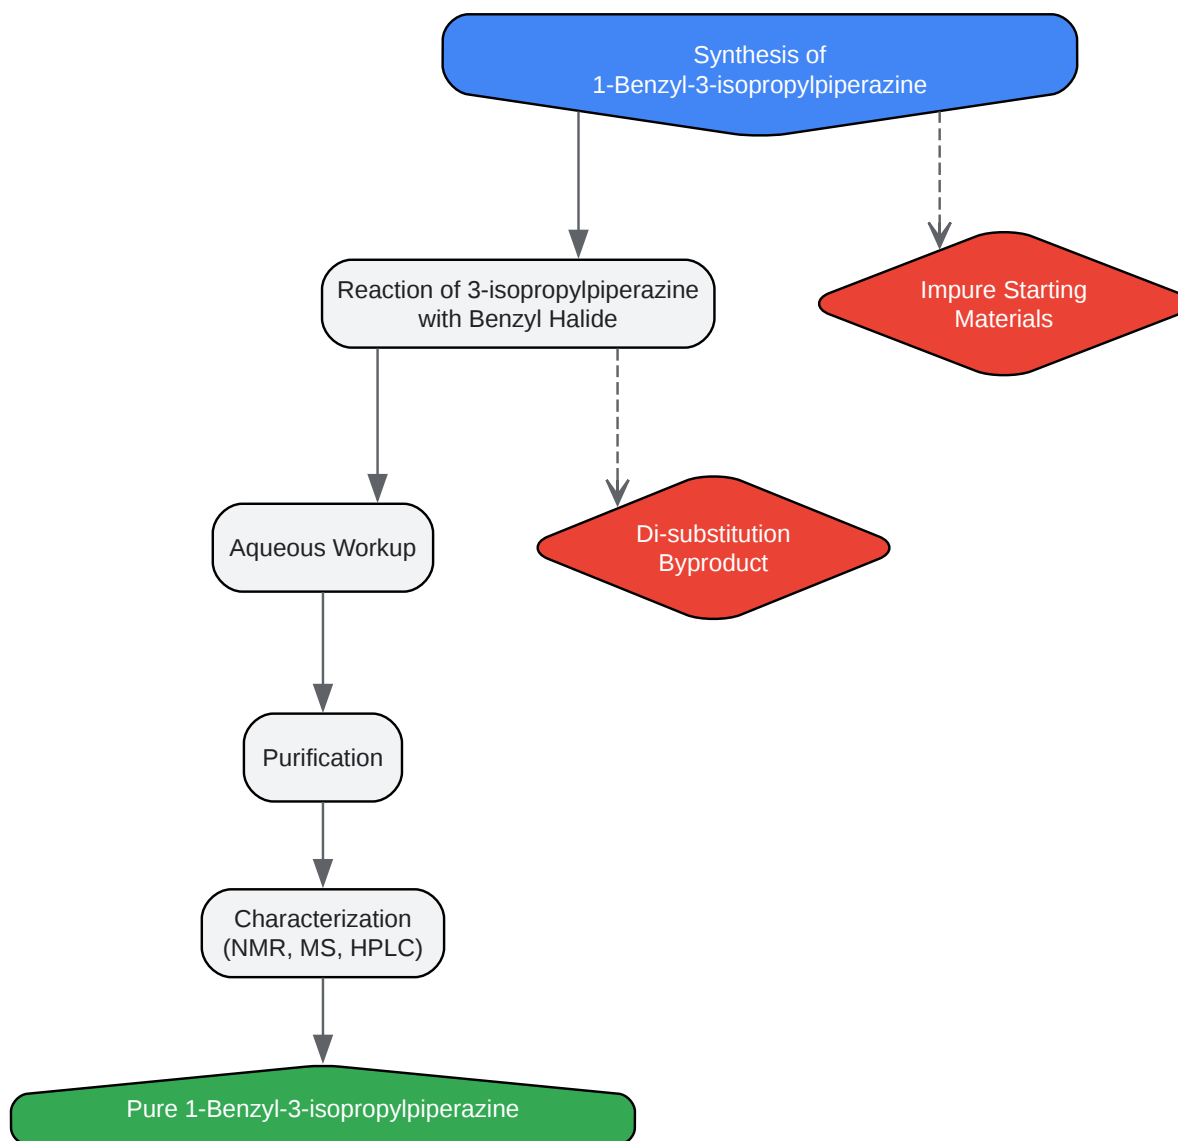 Synthesis of
1-Benzyl-3-isopropylpiperazine
Reaction of 3-isopropylpiperazine
with Benzyl Halide
Impure Starting
Materials
Aqueous Workup
Di-substitution
Byproduct
Purification
Characterization
(NMR, MS, HPLC)
Pure 1-Benzyl-3-isopropylpiperazine